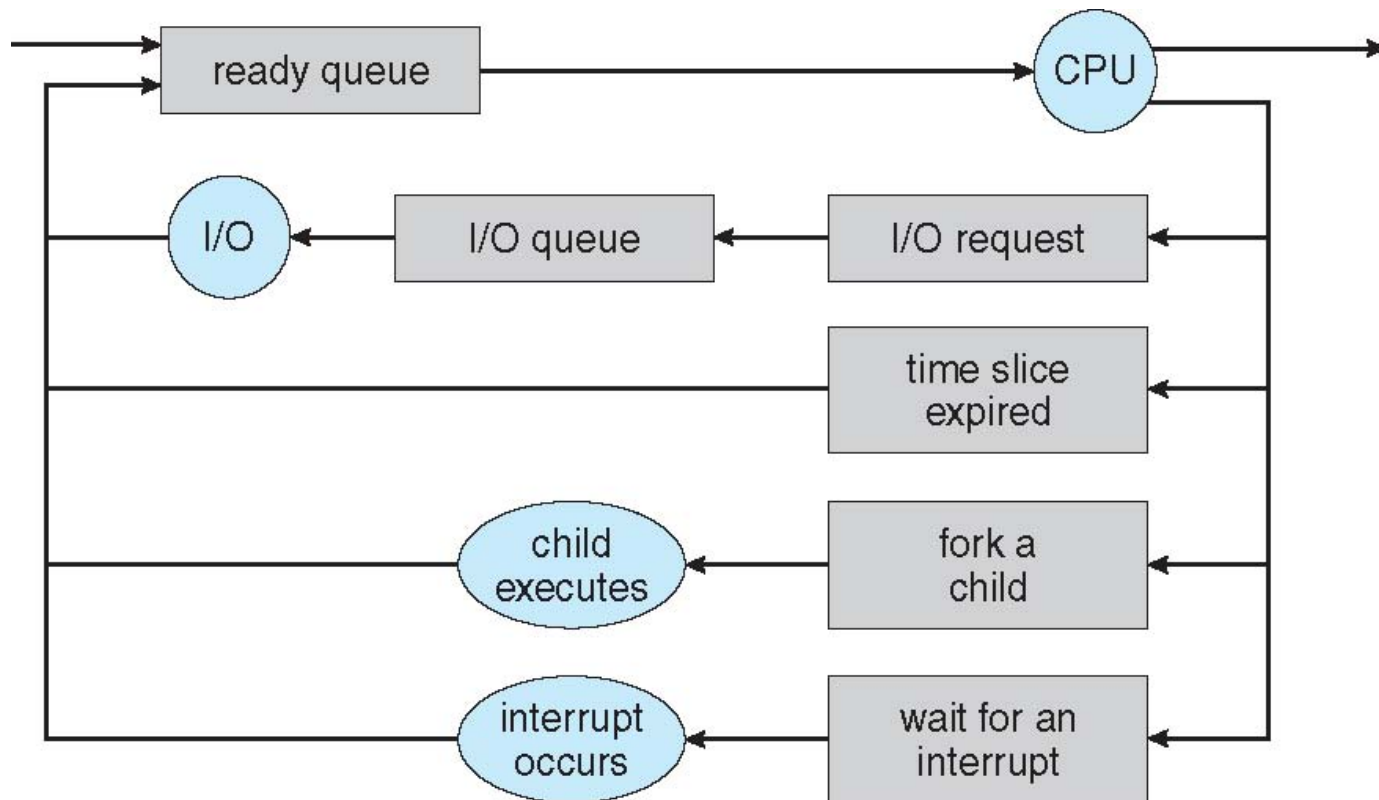 ready queue
CPU
I/O
I/O queue
I/O request
time slice
expired
child
executes
fork a
child
interrupt
occurs
wait for an
interrupt